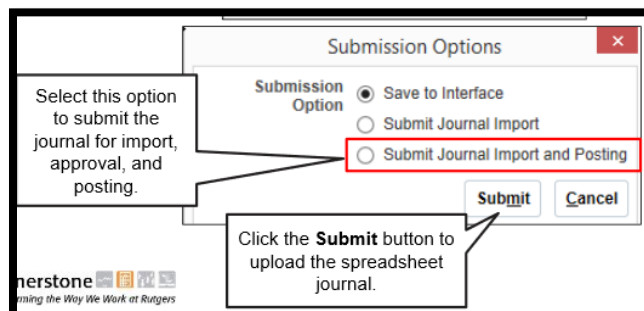 Submission Options
Submission
Option
Save to Interface
Submit Journal Import
Submit Journal Import and Posting
Submit
Cancel
Select this option
to submit the
journal for import,
approval, and
posting.
Click the Submit button to
upload the spreadsheet
journal.
nerstone
rming the Way We Work at Rutgers